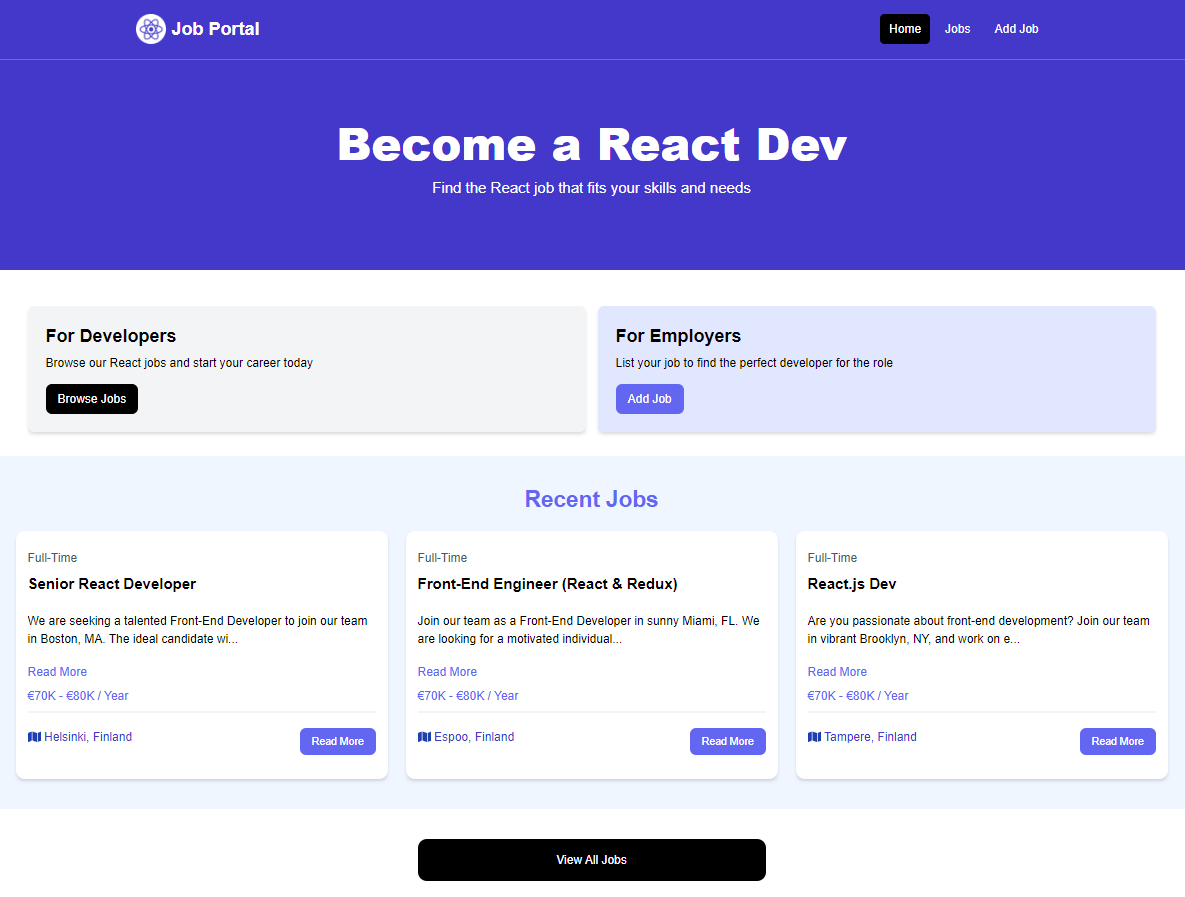 Job Portal
Home
Jobs
Add Job
Become a React Dev
Find the React job that fits your skills and needs
For Developers
Browse our React jobs and start your career today
Browse Jobs
For Employers
List your job to find the perfect developer for the role
Add Job
Recent Jobs
Full-Time
Senior React Developer
We are seeking a talented Front-End Developer to join our team
in Boston, MA. The ideal candidate wi...
Read More
€70K - €80K / Year
Helsinki, Finland
Read More
Full-Time
Front-End Engineer (React & Redux)
Join our team as a Front-End Developer in sunny Miami, FL. We
are looking for a motivated individual...
Read More
€70K - €80K / Year
Espoo, Finland
Read More
Full-Time
React.js Dev
Are you passionate about front-end development? Join our team
in vibrant Brooklyn, NY, and work on e...
Read More
€70K - €80K / Year
Tampere, Finland
Read More
View All Jobs